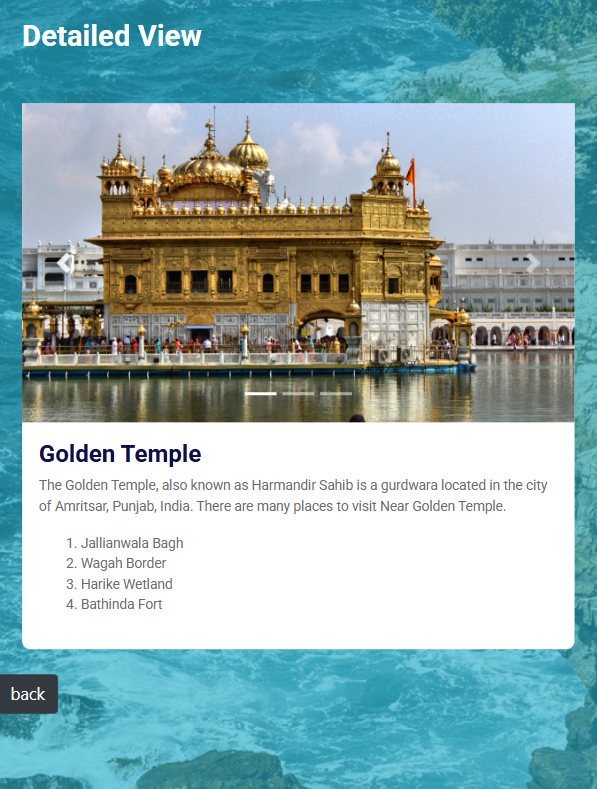 Detailed View
Golden Temple
The Golden Temple, also known as Harmandir Sahib is a gurdwara located in the city
of Amritsar, Punjab, India. There are many places to visit Near Golden Temple.
1. Jallianwala Bagh
2. Wagah Border
3. Harike Wetland
4. Bathinda Fort
back